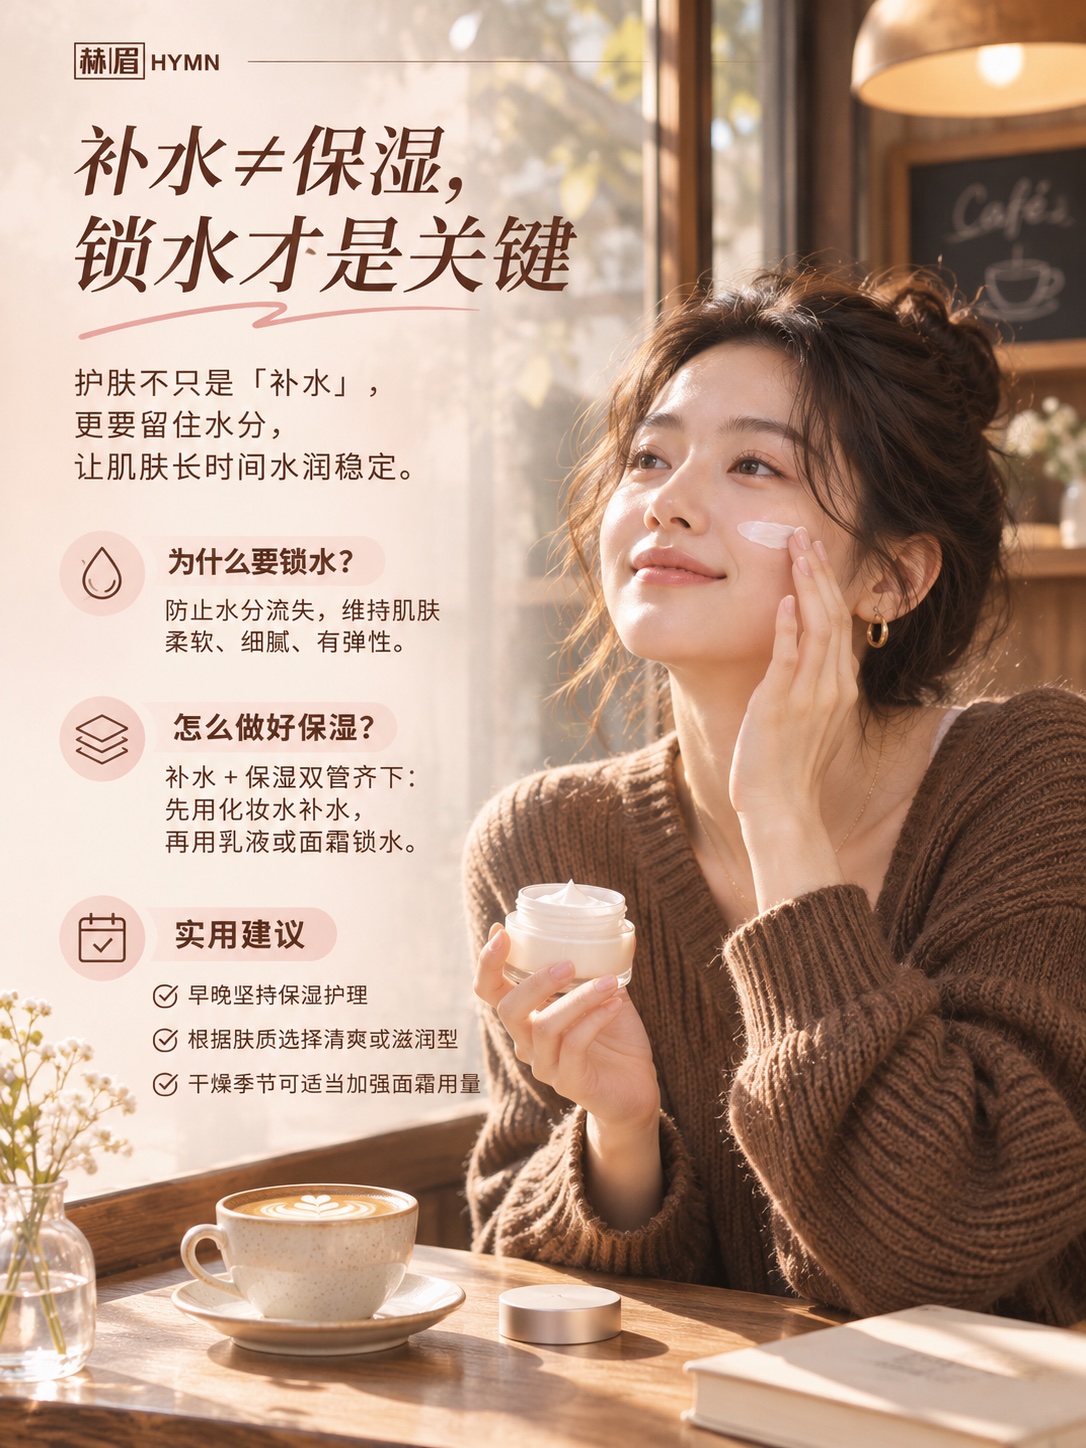 赫眉 HYMN
补水≠保湿，
锁水才是关键
护肤不只是「补水」，
更要留住水分，
让肌肤长时间水润稳定。
为什么要锁水？
防止水分流失，维持肌肤
柔软、细腻、有弹性。
怎么做好保湿？
补水 + 保湿双管齐下：
先用化妆水补水，
再用乳液或面霜锁水。
实用建议
早晚坚持保湿护理
根据肤质选择清爽或滋润型
干燥季节可适当加强面霜用量
Café